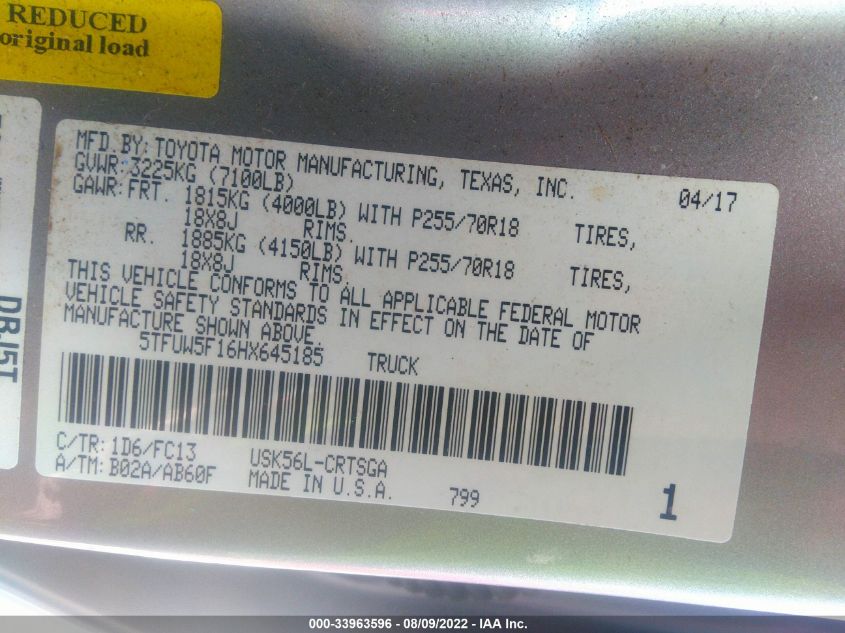 REDUCED
original load
MFD. BY: TOYOTA MOTOR MANUFACTURING, TEXAS, INC. 04/17
GVWR: 3225KG (7100LB)
GAWR: FRT. 1815KG (4000LB) WITH P255/70R18 TIRES,
18X8J RIMS.
RR. 1885KG (4150LB) WITH P255/70R18 TIRES,
18X8J RIMS.
THIS VEHICLE CONFORMS TO ALL APPLICABLE FEDERAL MOTOR
VEHICLE SAFETY STANDARDS IN EFFECT ON THE DATE OF
MANUFACTURE SHOWN ABOVE.
5TFUW5F16HX645185 TRUCK
C/TR: 1D6/FC13 USK56L-CRTSGA
A/TM: B02A/AB60F MADE IN U.S.A. 799 1
DBJ5T
000-33963596 - 08/09/2022 - IAA Inc.